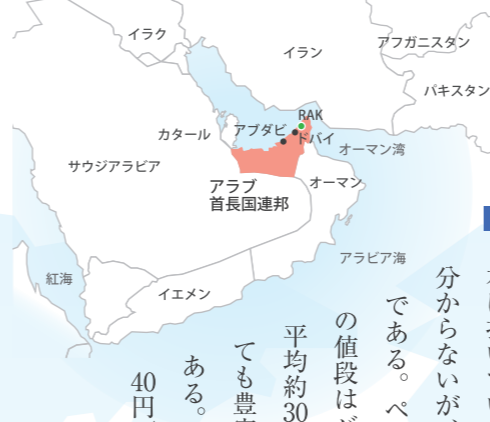 イラク
イラン
アフガニスタン
パキスタン
RAK
アブダビ
ドバイ
カタール
オーマン湾
サウジアラビア
アラブ
首長国連邦
オーマン
アラビア海
紅海
イエメン
分からないが、
である。ペ
の値段は
平均約30
ても豊
ある。
40円